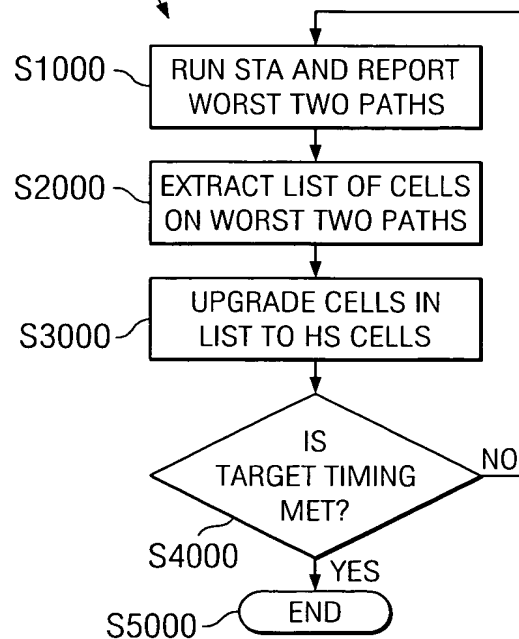 S1000
RUN STA AND REPORT
WORST TWO PATHS
S2000
EXTRACT LIST OF CELLS
ON WORST TWO PATHS
S3000
UPGRADE CELLS IN
LIST TO HS CELLS
IS
TARGET TIMING
MET?
NO
S4000
YES
S5000
END